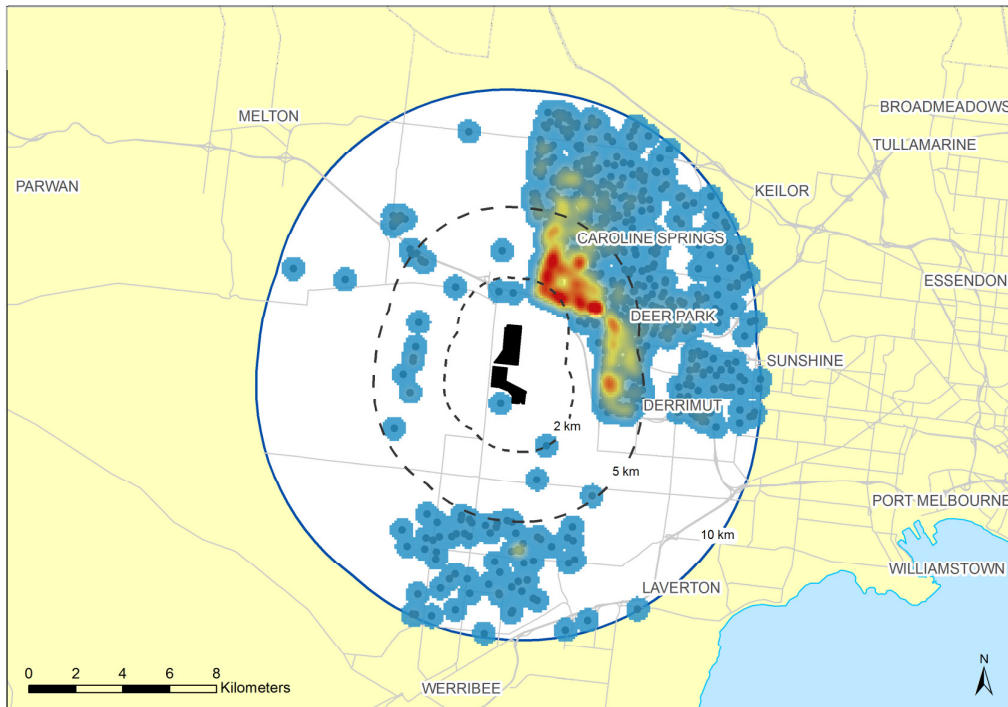 BROADMEADOWS
MELTON
TULLAMARINE
PARWAN
KEILOR
CAROLINE SPRINGS
ESSENDON
DEER PARK
SUNSHINE
DERRIMUT
2 km
5 km
PORT MELBOURNE
10 km
WILLIAMSTOWN
LAVERTON
N
0 2 4 6 8
Kilometers
WERRIBEE